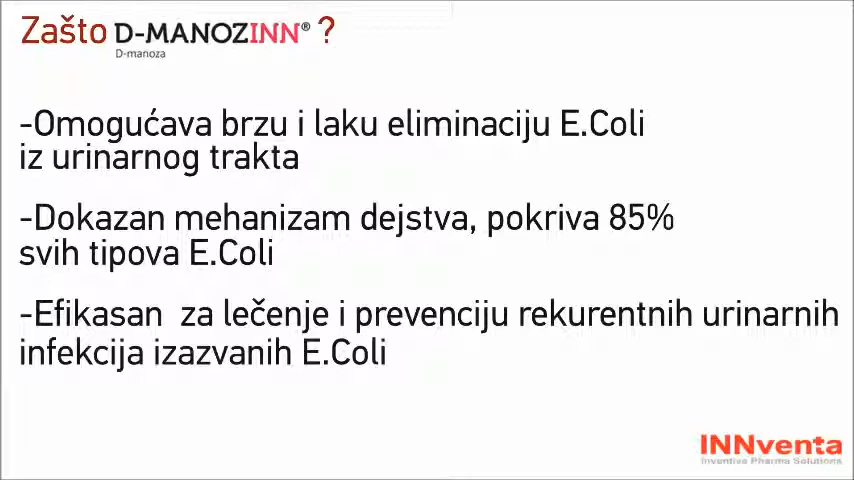 Zašto D-MANOZINN® ?
D-manoza
-Omogućava brzu i laku eliminaciju E.Coli
iz urinarnog trakta
-Dokazan mehanizam dejstva, pokriva 85%
svih tipova E.Coli
-Efikasan za lečenje i prevenciju rekurentnih urinarnih
infekcija izazvanih E.Coli
INNventa
Inventive Pharma Solutions